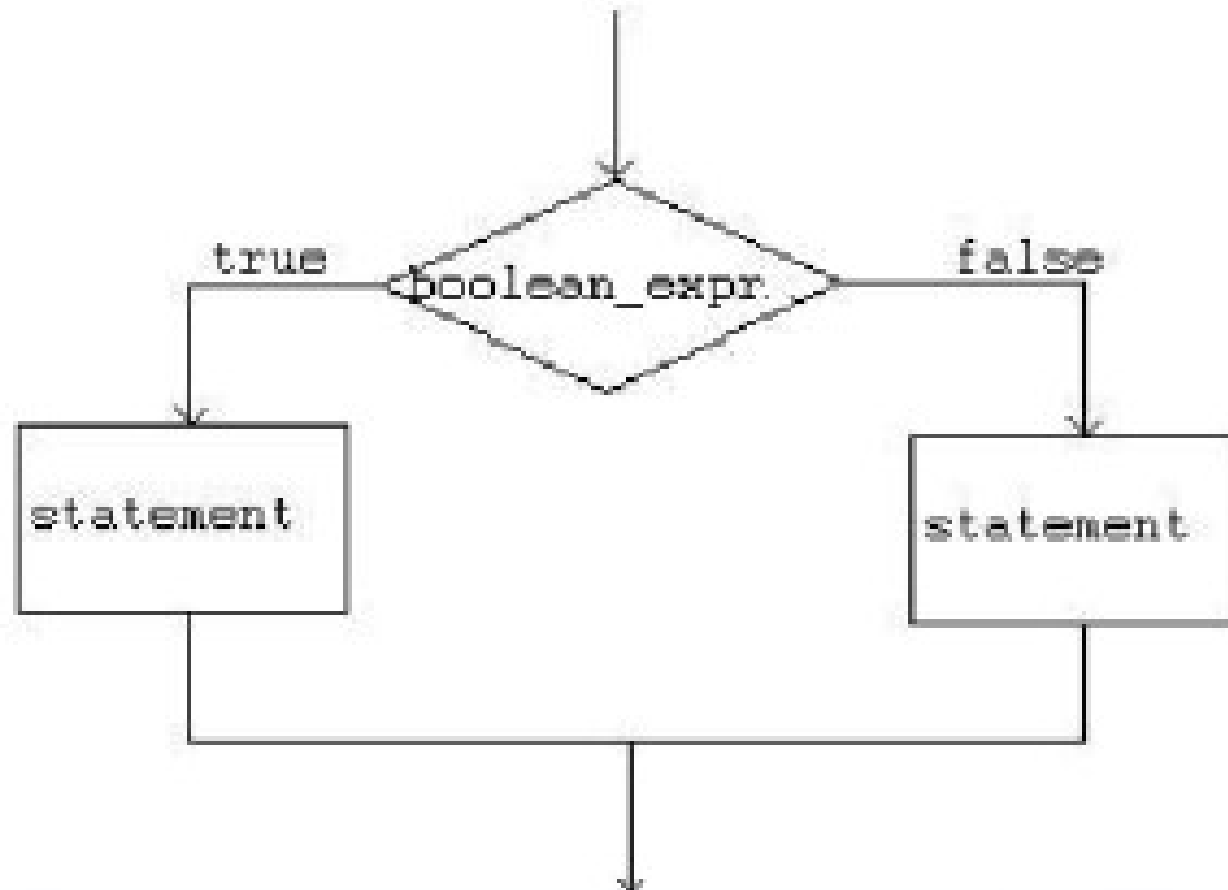 true
false
boolean_expr
statement
statement